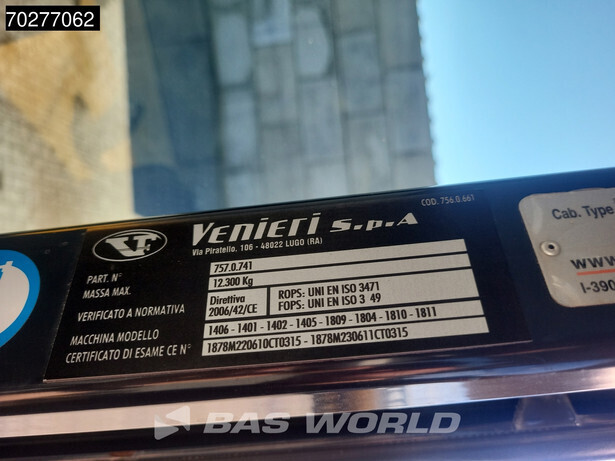 70277062
COD. 756.0.661
VENIERI S.p.A
Via Piratello, 106 - 48022 LUGO (RA)
PART. N° 757.0.741
MASSA MAX. 12.300 Kg
VERIFICATO A NORMATIVA Direttiva 2006/42/CE ROPS: UNI EN ISO 3471
FOPS: UNI EN ISO 3 49
MACCHINA MODELLO 1406 - 1401 - 1402 - 1405 - 1809 - 1804 - 1810 - 1811
CERTIFICATO DI ESAME CE N° 1878M220610CT0315 - 1878M230611CT0315
Cab. Type
www.
I-390
BAS WORLD